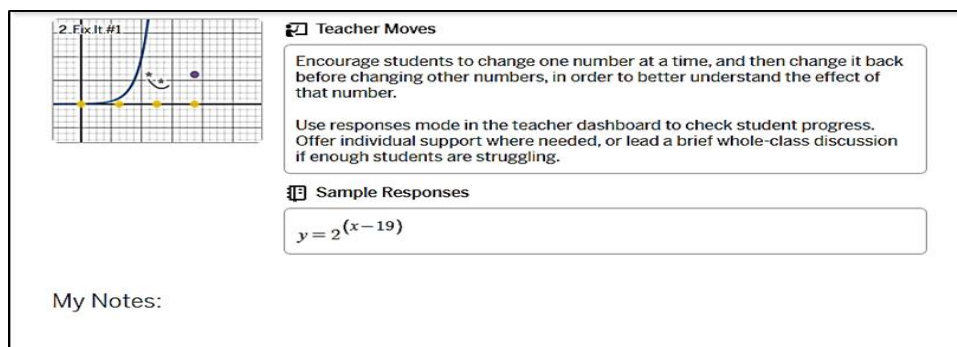 2 Fix It #1
Teacher Moves
Encourage students to change one number at a time, and then change it back
before changing other numbers, in order to better understand the effect of
that number.
Use responses mode in the teacher dashboard to check student progress.
Offer individual support where needed, or lead a brief whole-class discussion
if enough students are struggling.
Sample Responses
y = 2^(x−19)
My Notes: